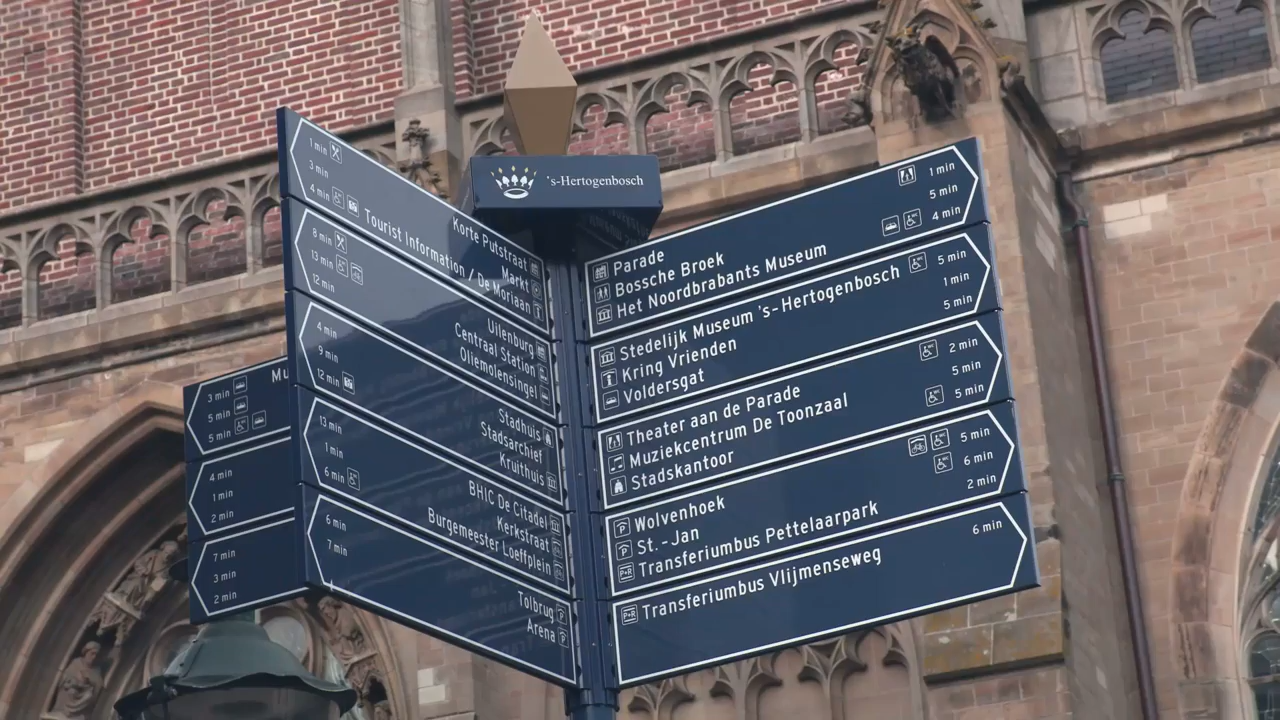 's-Hertogenbosch
1 min Korte Putstraat
3 min Markt
4 min Tourist Information / De Moriaan
8 min Uilenburg
13 min Centraal Station
12 min Oliemolensingel
4 min Stadhuis
9 min Stadsarchief
12 min Kruithuis
13 min BHIC De Citadel
1 min Kerkstraat
6 min Burgemeester Loeffplein
6 min Tolbrug
7 min Arena
Parade 1 min
Bossche Broek 5 min
Het Noordbrabants Museum 4 min
Stedelijk Museum 's-Hertogenbosch 5 min
Kring Vrienden 1 min
Voldersgat 5 min
Theater aan de Parade 2 min
Muziekcentrum De Toonzaal 5 min
Stadskantoor 5 min
Wolvenhoek 5 min
St.-Jan 6 min
Transferiumbus Pettelaarpark 2 min
Transferiumbus Vlijmenseweg 6 min
3 min Mu
5 min
5 min
4 min
1 min
2 min
7 min
3 min
2 min